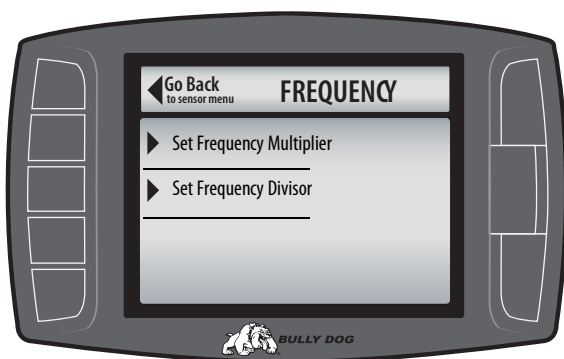 Go Back
to sensor menu
FREQUENCY
Set Frequency Multiplier
Set Frequency Divisor
BULLY DOG